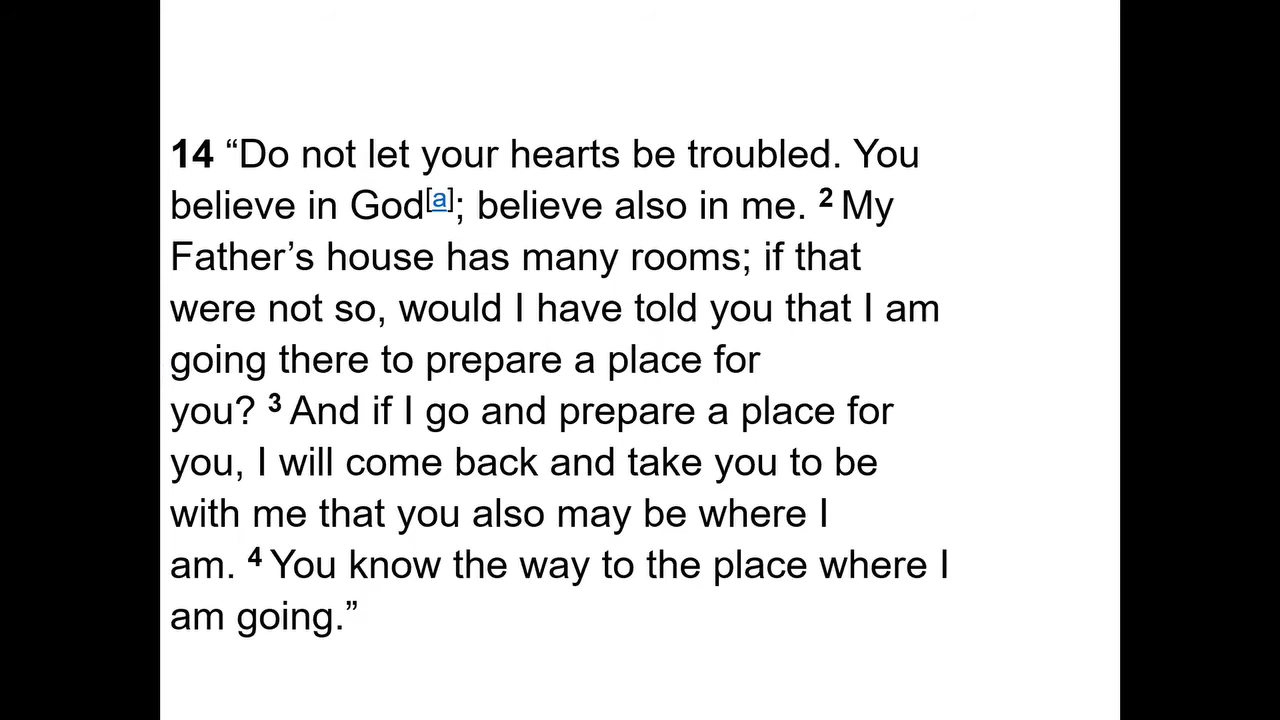 14 “Do not let your hearts be troubled. You
believe in God[a]; believe also in me. 2 My
Father’s house has many rooms; if that
were not so, would I have told you that I am
going there to prepare a place for
you? 3 And if I go and prepare a place for
you, I will come back and take you to be
with me that you also may be where I
am. 4 You know the way to the place where I
am going.”